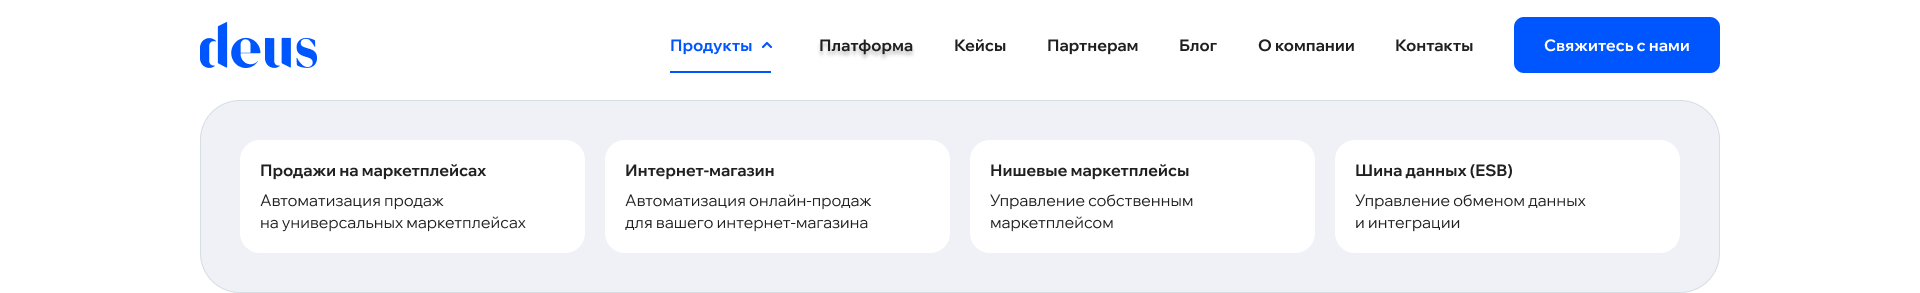 deus
Продукты
Платформа
Кейсы
Партнерам
Блог
О компании
Контакты
Свяжитесь с нами
Продажи на маркетплейсах
Автоматизация продаж
на универсальных маркетплейсах
Интернет-магазин
Автоматизация онлайн-продаж
для вашего интернет-магазина
Нишевые маркетплейсы
Управление собственным
маркетплейсом
Шина данных (ESB)
Управление обменом данных
и интеграции